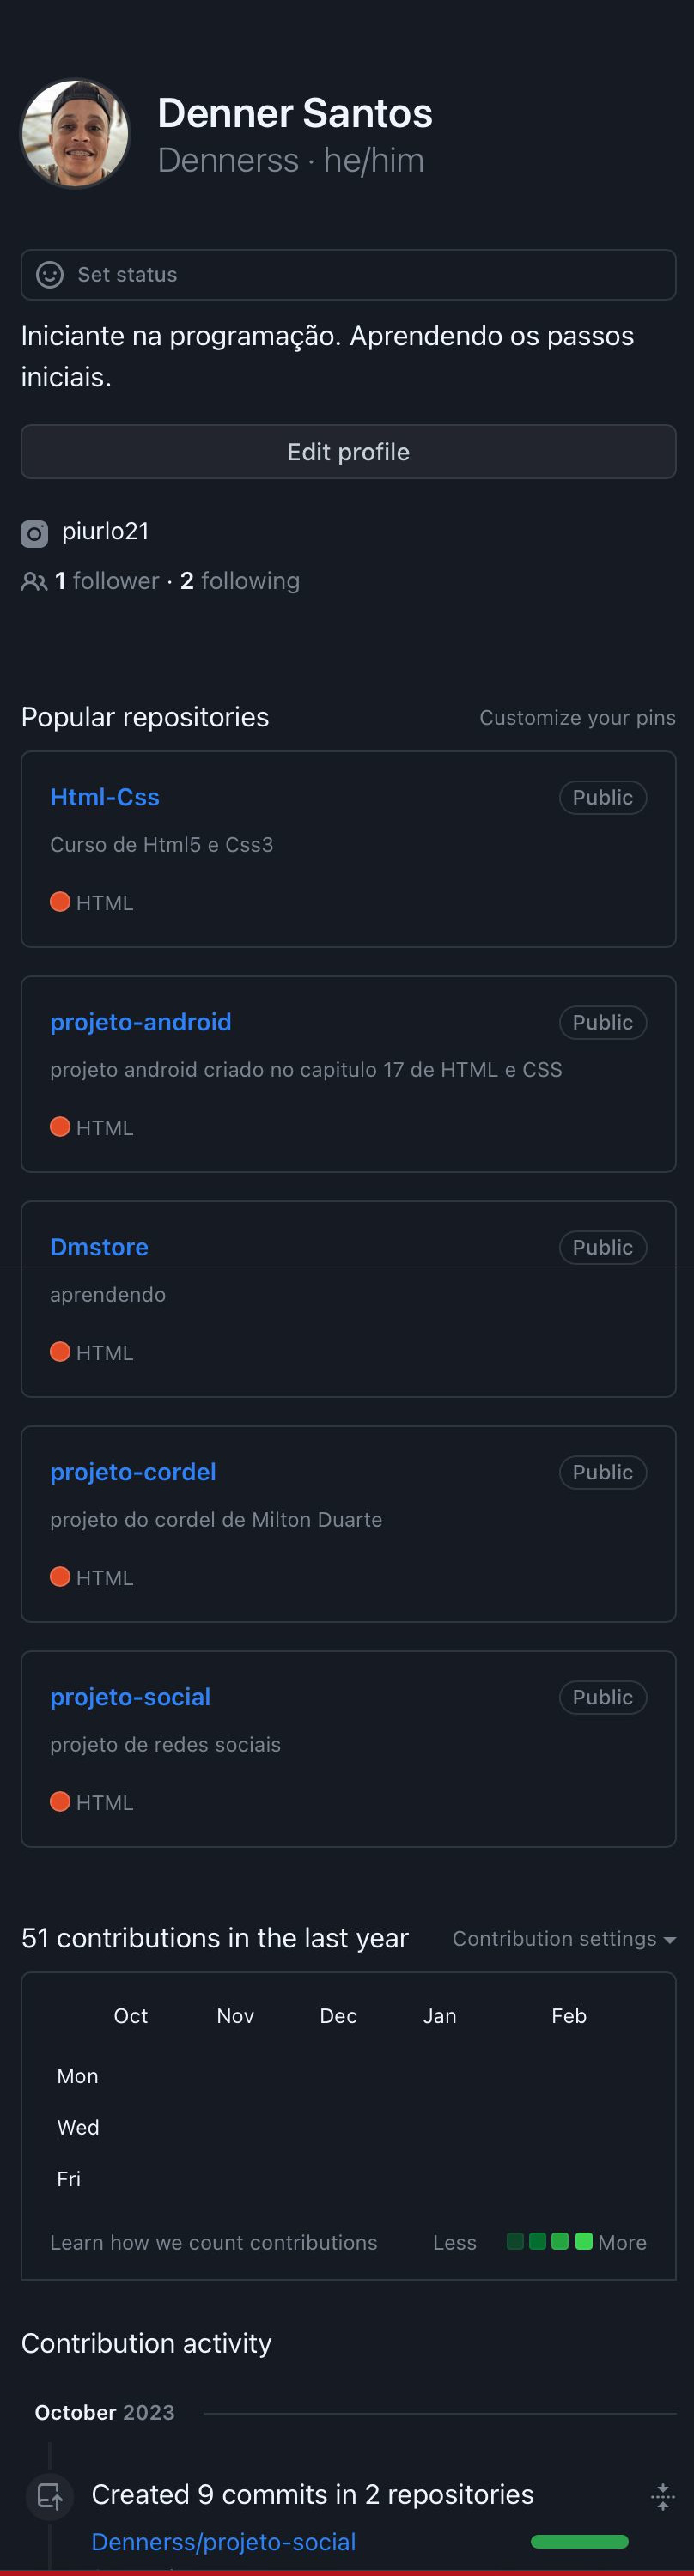 Denner Santos
Dennerss · he/him
Set status
Iniciante na programação. Aprendendo os passos
iniciais.
Edit profile
piurlo21
1 follower · 2 following
Popular repositories
Customize your pins
Html-Css
Public
Curso de Html5 e Css3
HTML
projeto-android
Public
projeto android criado no capitulo 17 de HTML e CSS
HTML
Dmstore
Public
aprendendo
HTML
projeto-cordel
Public
projeto do cordel de Milton Duarte
HTML
projeto-social
Public
projeto de redes sociais
HTML
51 contributions in the last year
Contribution settings
Oct Nov Dec Jan Feb
Mon
Wed
Fri
Learn how we count contributions
Less
More
Contribution activity
October 2023
Created 9 commits in 2 repositories
Dennerss/projeto-social